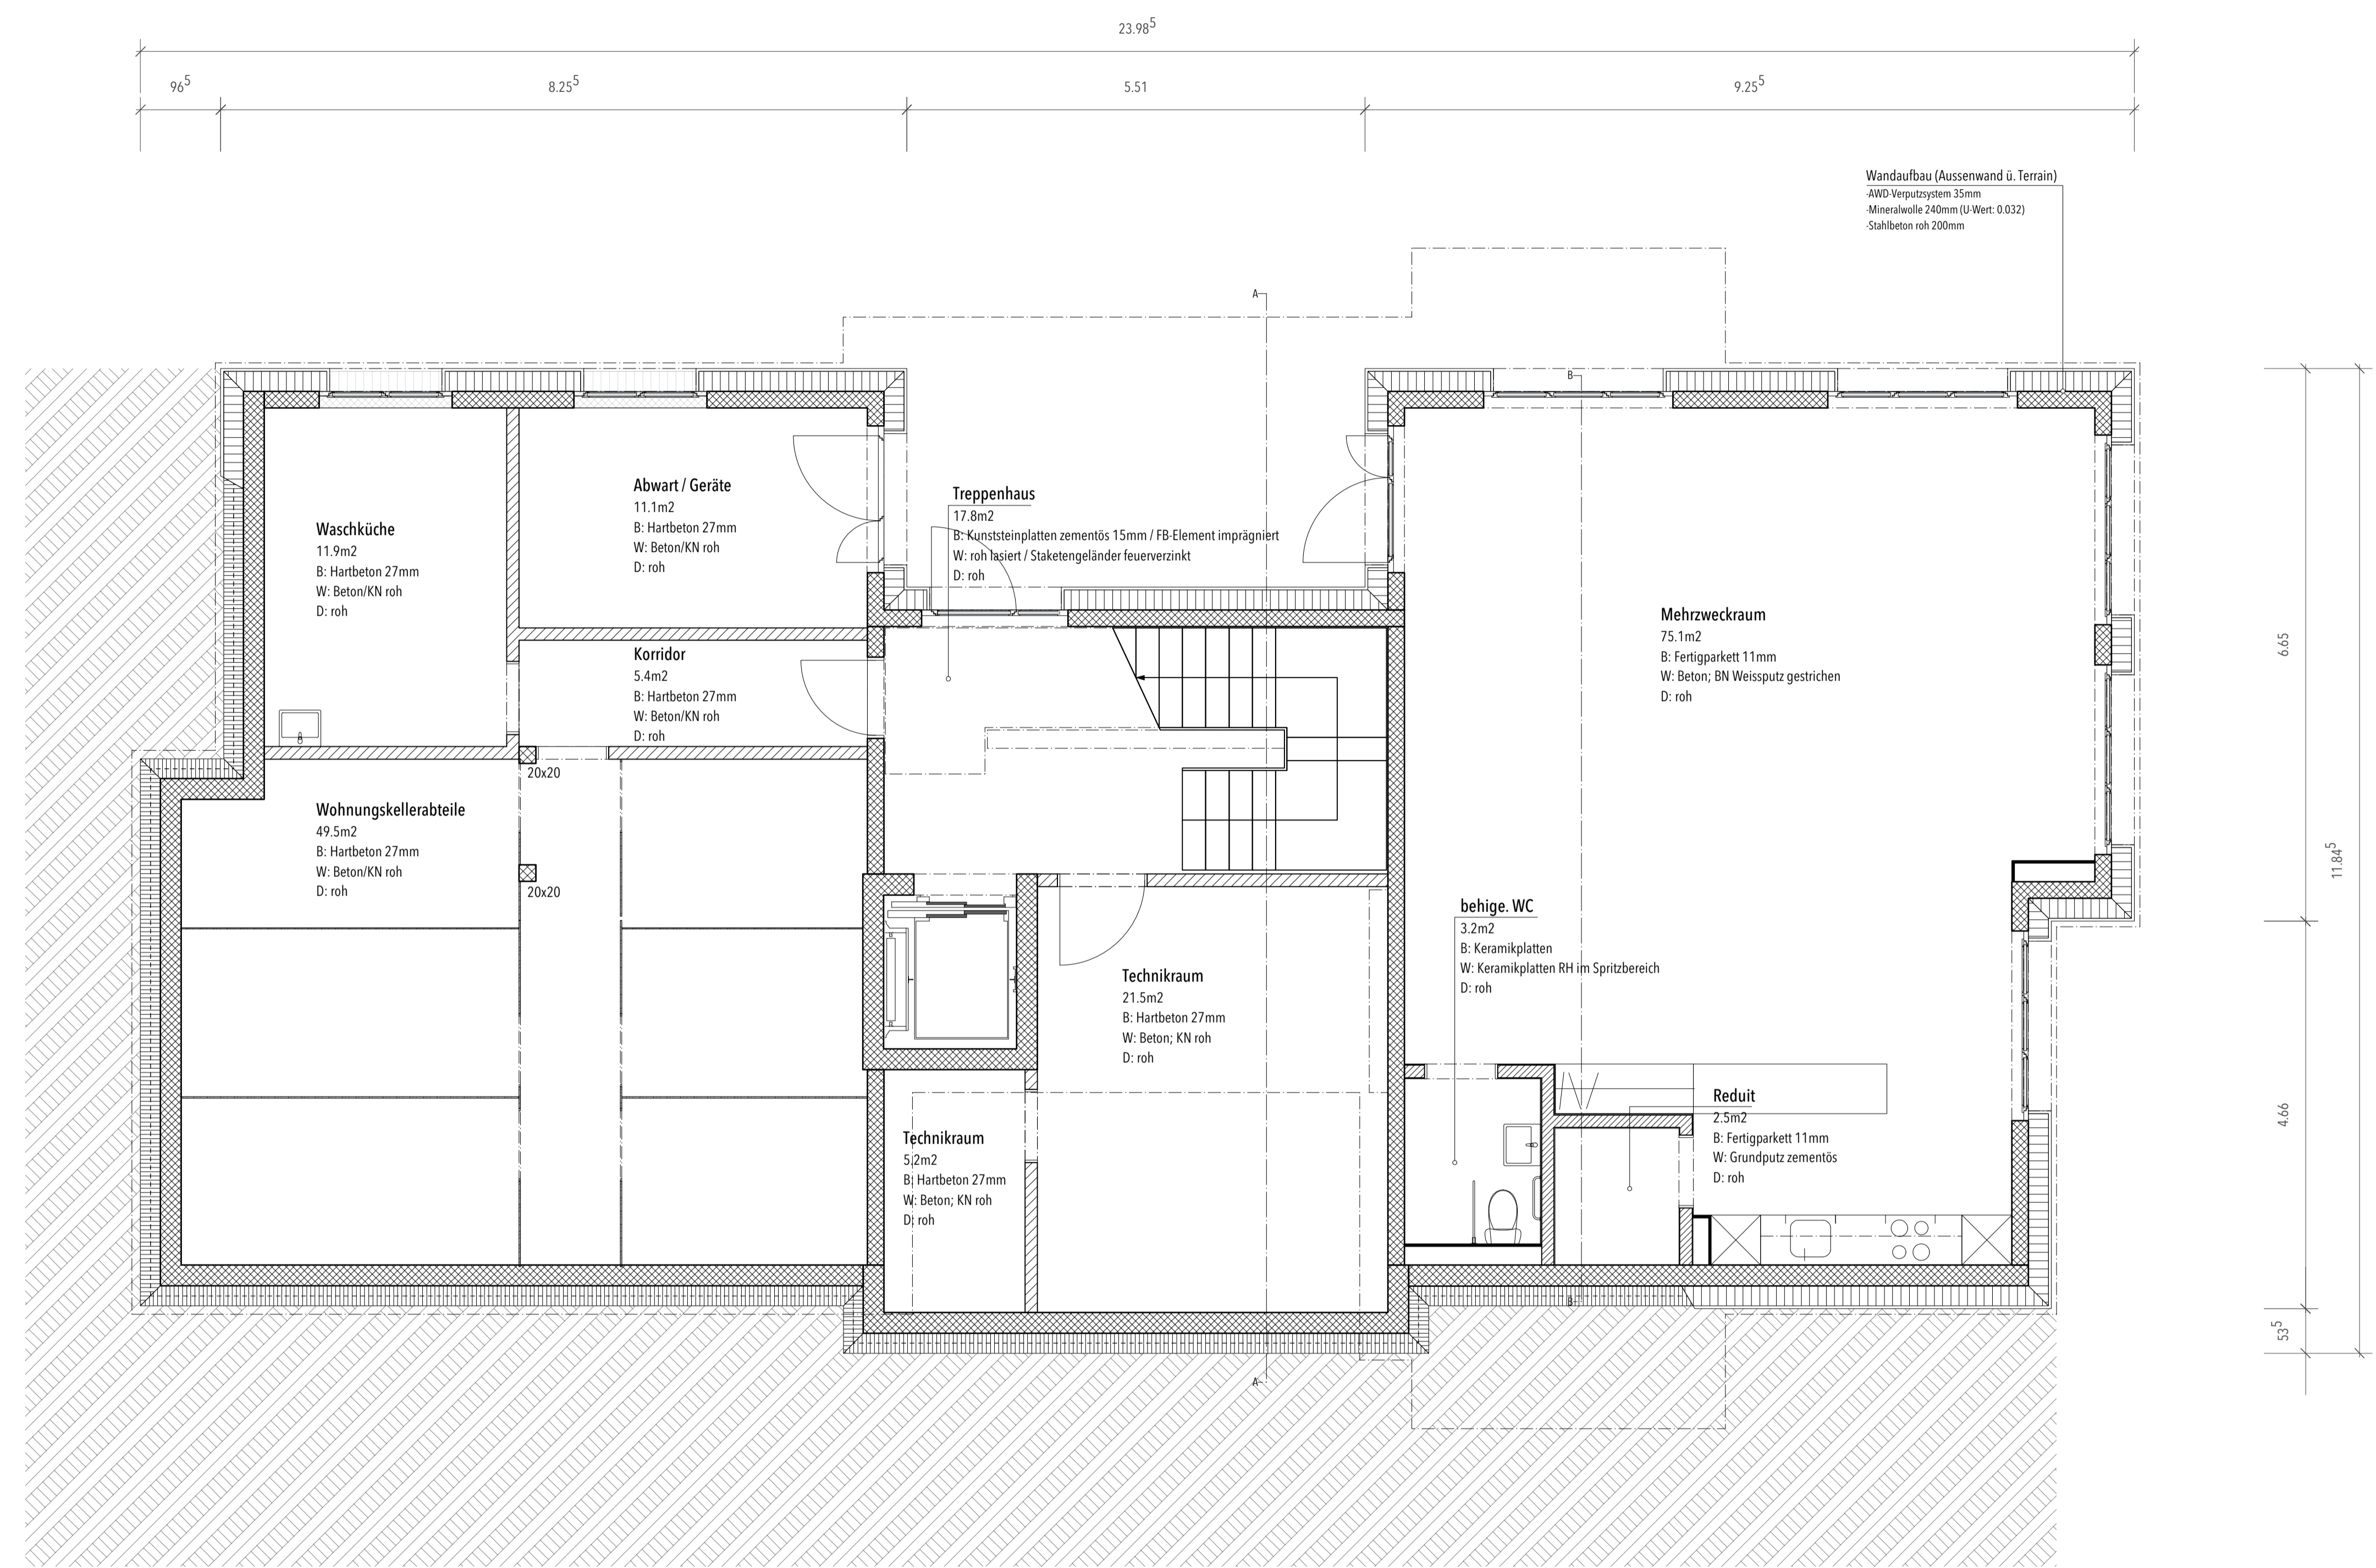 23.98⁵
96⁵
8.25⁵
5.51
9.25⁵
Wandaufbau (Aussenwand ü. Terrain)
-AWD-Verputzsystem 35mm
-Mineralwolle 240mm (U-Wert: 0.032)
-Stahlbeton roh 200mm
A
B
Waschküche
11.9m2
B: Hartbeton 27mm
W: Beton/KN roh
D: roh
Abwart / Geräte
11.1m2
B: Hartbeton 27mm
W: Beton/KN roh
D: roh
Treppenhaus
17.8m2
B: Kunststeinplatten zementös 15mm / FB-Element imprägniert
W: roh lasiert / Staketengeländer feuerverzinkt
D: roh
Korridor
5.4m2
B: Hartbeton 27mm
W: Beton/KN roh
D: roh
Mehrzweckraum
75.1m2
B: Fertigparkett 11mm
W: Beton; BN Weissputz gestrichen
D: roh
6.65
11.84⁵
4.66
53⁵
20x20
20x20
Wohnungskellerabteile
49.5m2
B: Hartbeton 27mm
W: Beton/KN roh
D: roh
behige. WC
3.2m2
B: Keramikplatten
W: Keramikplatten RH im Spritzbereich
D: roh
Technikraum
21.5m2
B: Hartbeton 27mm
W: Beton; KN roh
D: roh
Technikraum
5.2m2
B: Hartbeton 27mm
W: Beton; KN roh
D: roh
Reduit
2.5m2
B: Fertigparkett 11mm
W: Grundputz zementös
D: roh
B
A